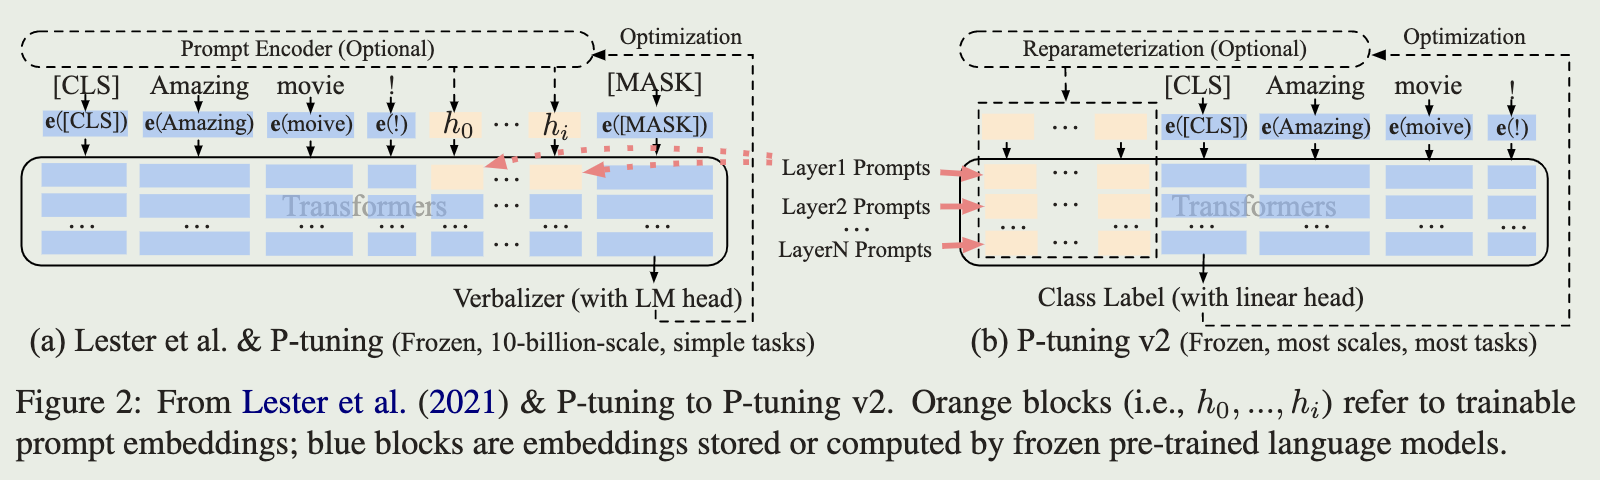 Prompt Encoder (Optional)
Optimization
[CLS] Amazing movie ! [MASK]
e([CLS]) e(Amazing) e(moive) e(!) h0 ... hi e([MASK])
...
Transformers
...
... ... ... ... ... ... ... ...
...
Verbalizer (with LM head)
(a) Lester et al. & P-tuning (Frozen, 10-billion-scale, simple tasks)
Layer1 Prompts
Layer2 Prompts
...
LayerN Prompts
Reparameterization (Optional)
Optimization
[CLS] Amazing movie !
... e([CLS]) e(Amazing) e(moive) e(!)
...
... Transformers
... ... ... ... ... ...
...
Class Label (with linear head)
(b) P-tuning v2 (Frozen, most scales, most tasks)
Figure 2: From Lester et al. (2021) & P-tuning to P-tuning v2. Orange blocks (i.e., h0, ..., hi) refer to trainable
prompt embeddings; blue blocks are embeddings stored or computed by frozen pre-trained language models.